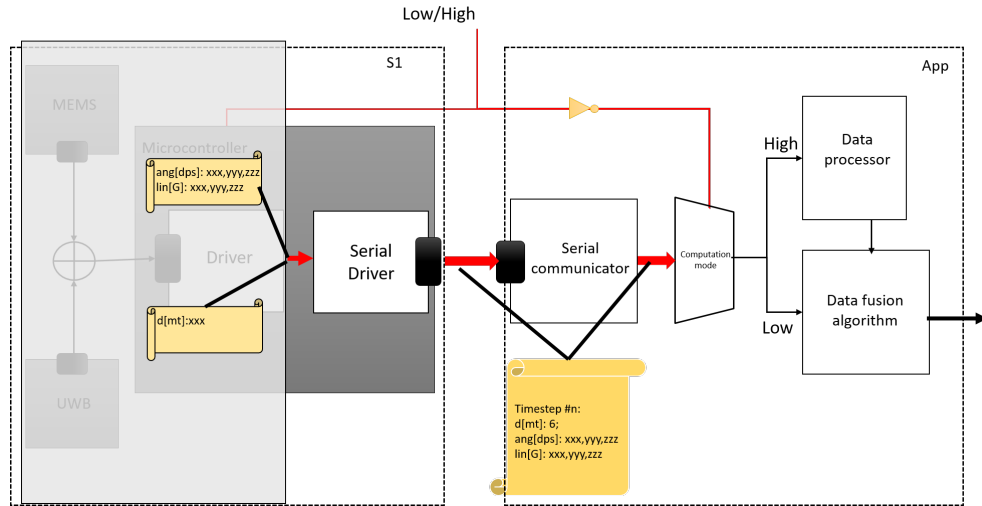 Low/High
S1
App
MEMS
Microcontroller
ang[dps]: xxx,yyy,zzz
lin[G]: xxx,yyy,zzz
Driver
d[mt]:xxx
UWB
Serial
Driver
Serial
communicator
Computation
mode
High
Low
Data
processor
Data fusion
algorithm
Timestep #n:
d[mt]: 6;
ang[dps]: xxx,yyy,zzz
lin[G]: xxx,yyy,zzz